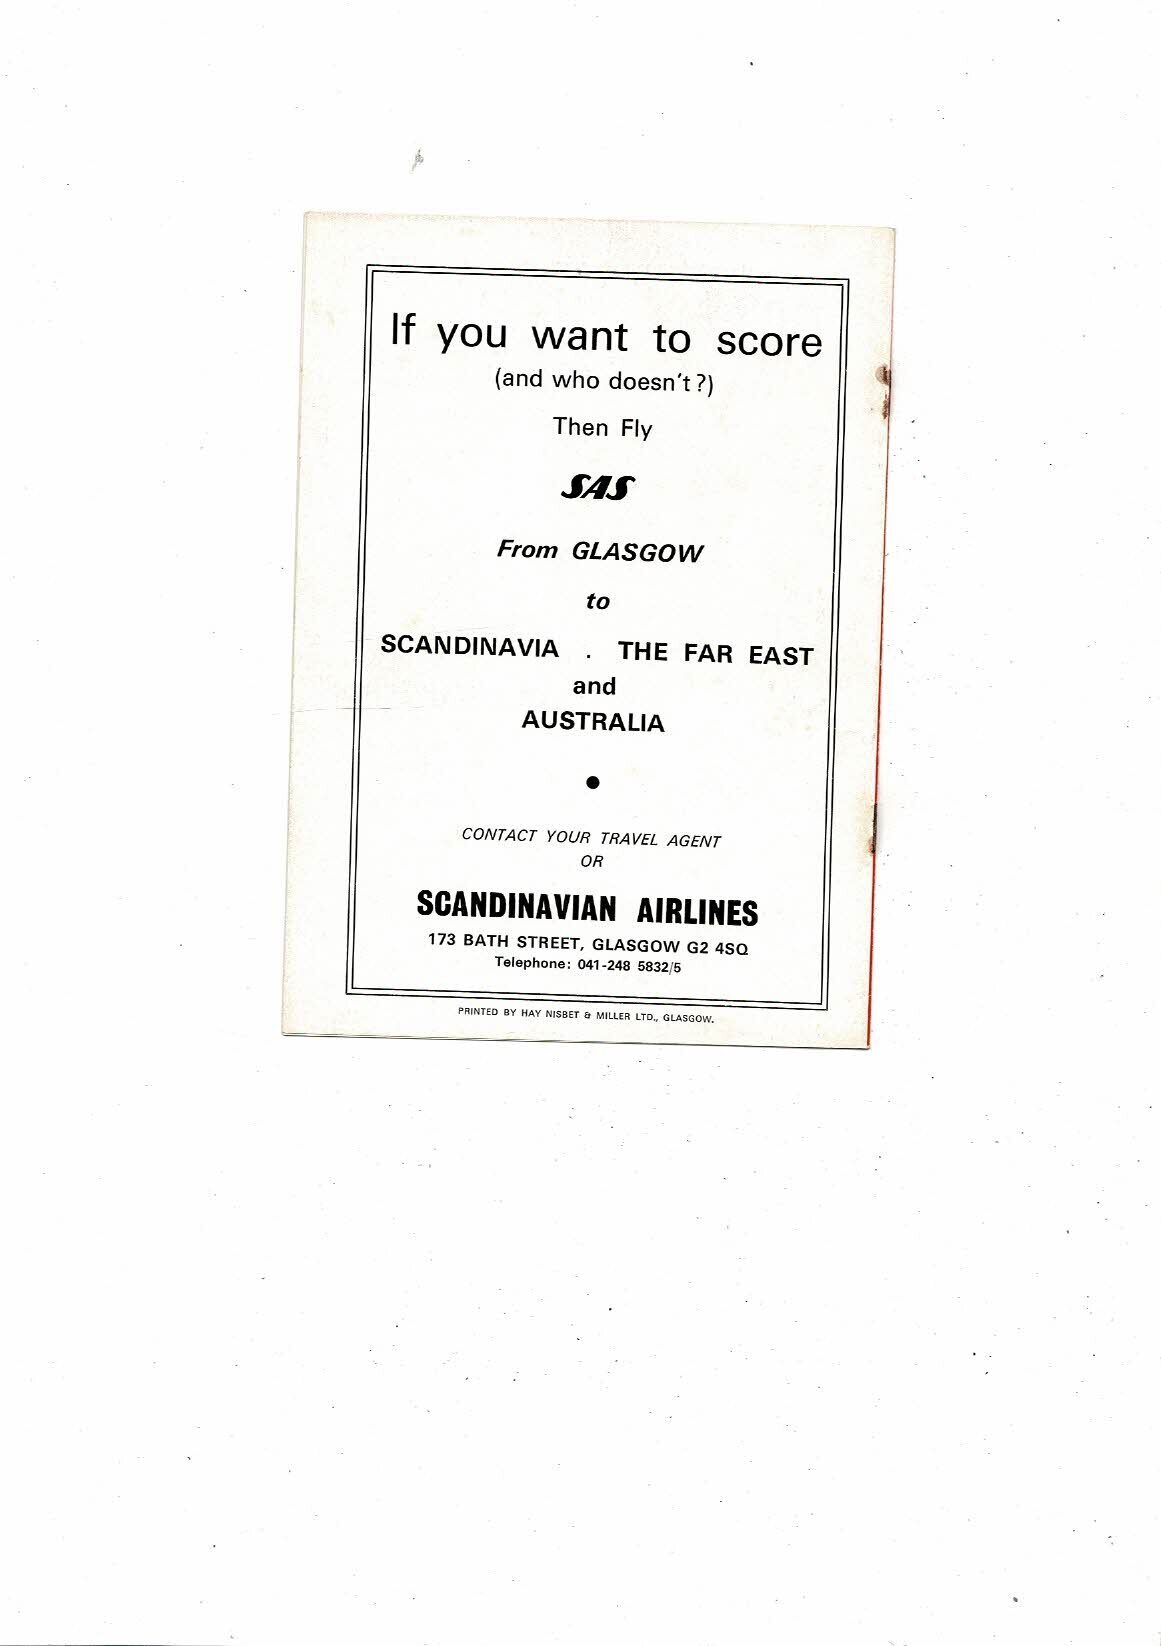 If you want to score
(and who doesn't?)
Then Fly
SAS
From GLASGOW
to
SCANDINAVIA . THE FAR EAST
and
AUSTRALIA
●
CONTACT YOUR TRAVEL AGENT
OR
SCANDINAVIAN AIRLINES
173 BATH STREET, GLASGOW G2 4SQ
Telephone: 041-248 5832/5
PRINTED BY HAY NISBET & MILLER LTD., GLASGOW.